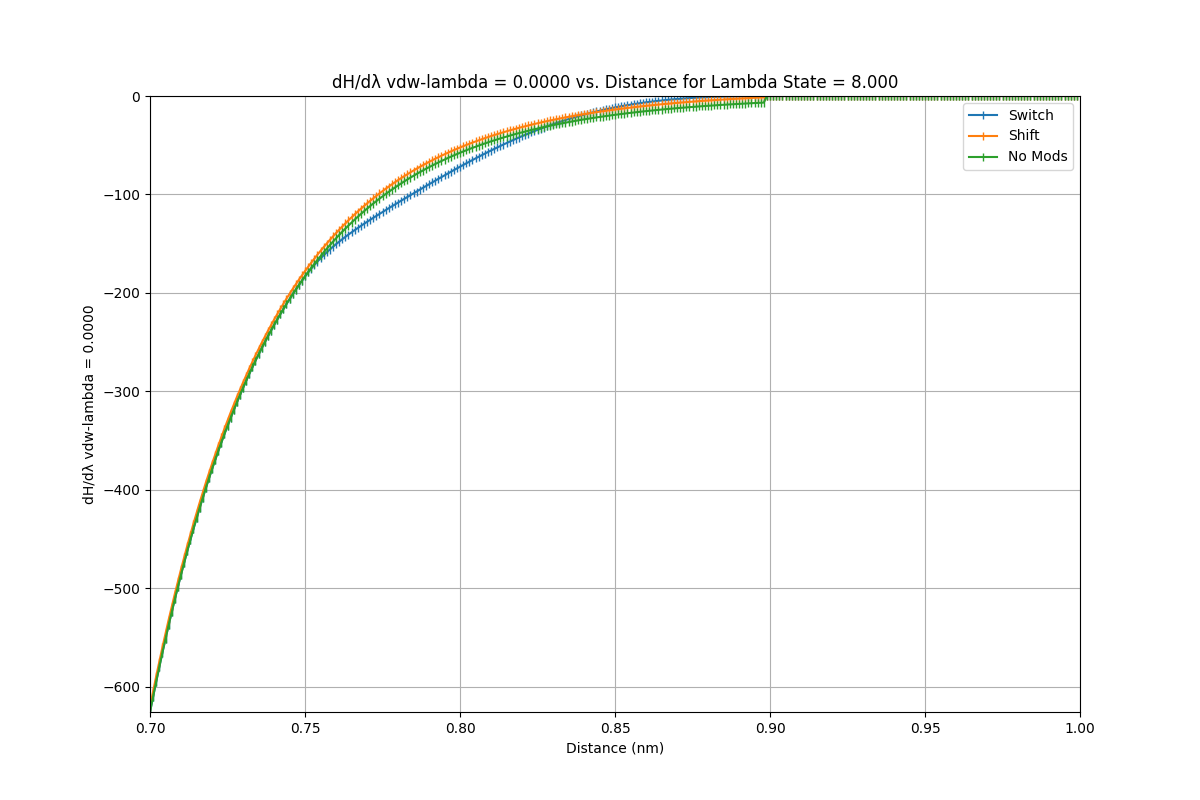 dH/dλ vdw-lambda = 0.0000 vs. Distance for Lambda State = 8.000
dH/dλ vdw-lambda = 0.0000
0
−100
−200
−300
−400
−500
−600
Switch
Shift
No Mods
0.70
0.75
0.80
0.85
0.90
0.95
1.00
Distance (nm)